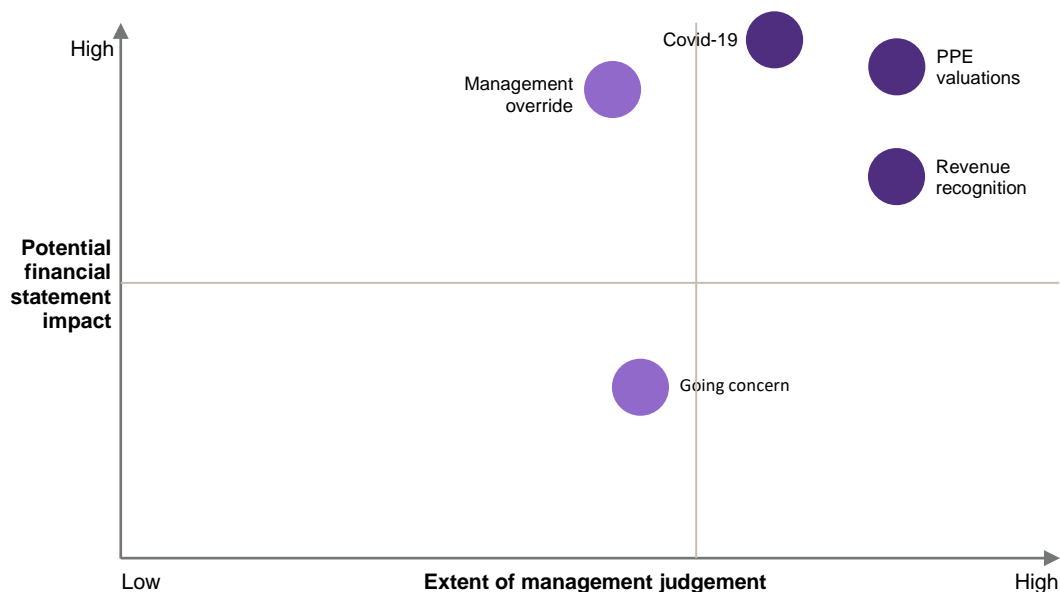 High
Covid-19
PPE
valuations
Management
override
Revenue
recognition
Potential
financial
statement
impact
Going concern
Low
Extent of management judgement
High